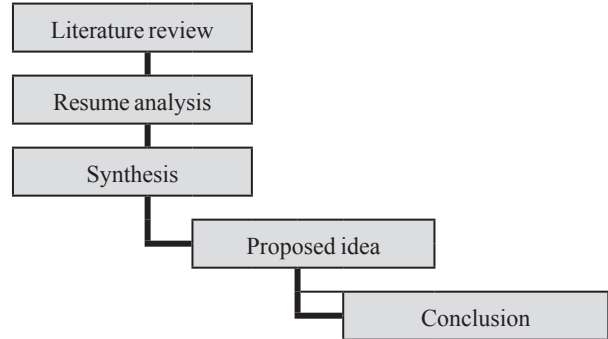 Literature review
Resume analysis
Synthesis
Proposed idea
Conclusion